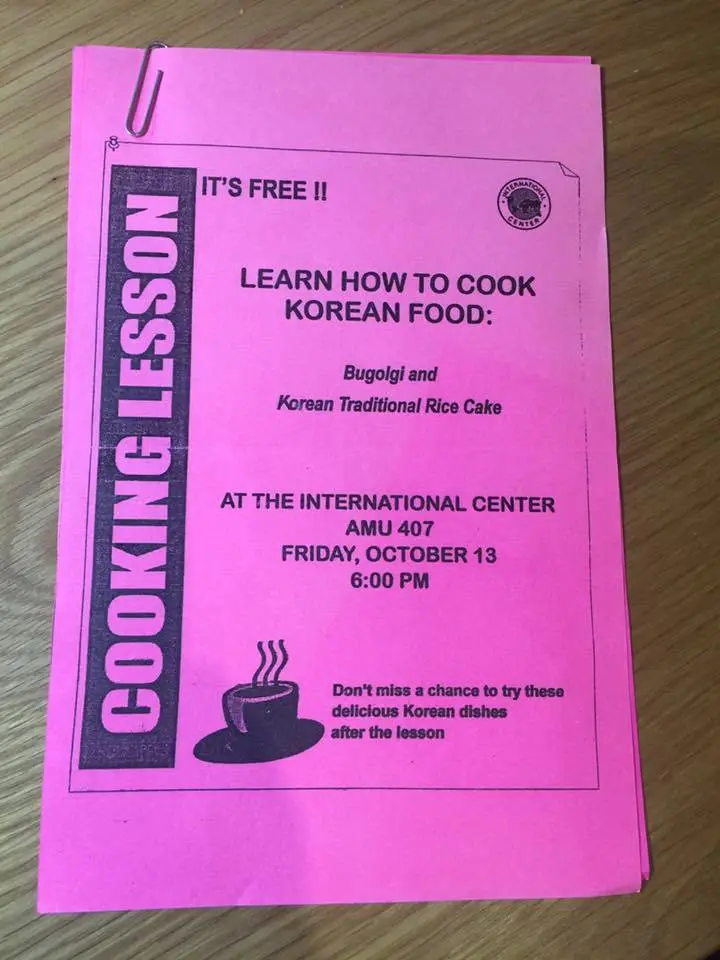 COOKING LESSON
IT'S FREE !!
INTERNATIONAL
CENTER
LEARN HOW TO COOK
KOREAN FOOD:
Bugolgi and
Korean Traditional Rice Cake
AT THE INTERNATIONAL CENTER
AMU 407
FRIDAY, OCTOBER 13
6:00 PM
Don't miss a chance to try these
delicious Korean dishes
after the lesson